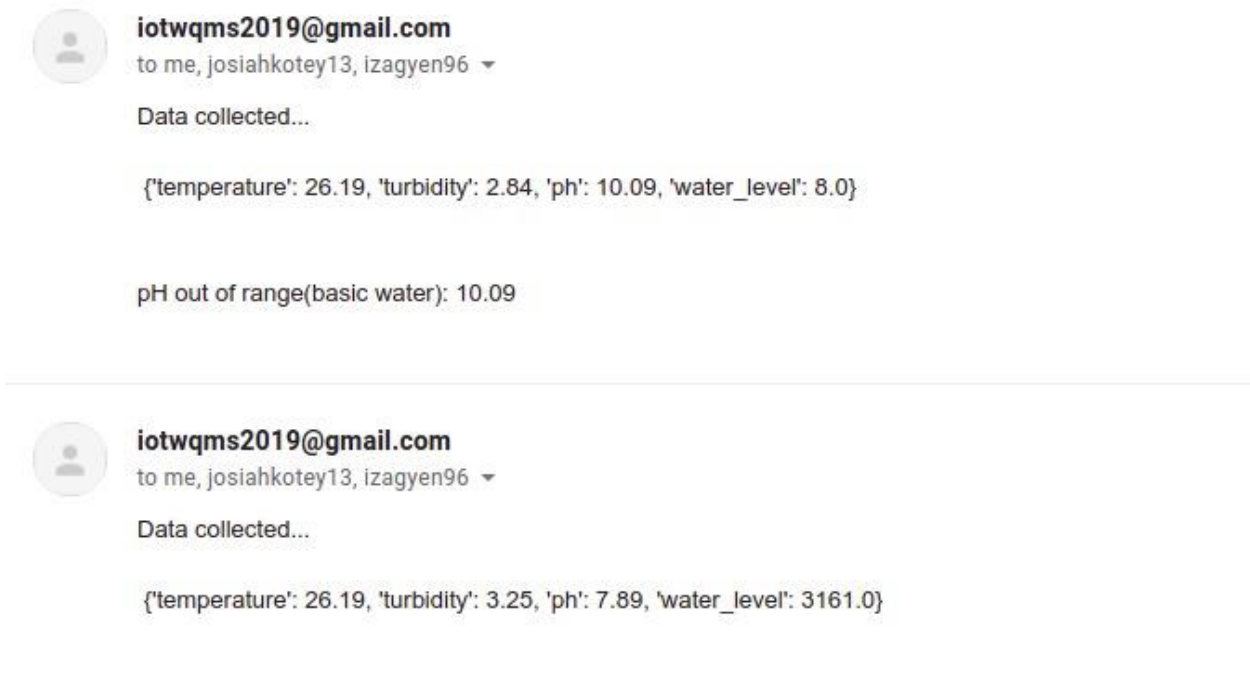 iotwqms2019@gmail.com
to me, josiahkotey13, izagyen96
Data collected...
{'temperature': 26.19, 'turbidity': 2.84, 'ph': 10.09, 'water_level': 8.0}
pH out of range(basic water): 10.09
iotwqms2019@gmail.com
to me, josiahkotey13, izagyen96
Data collected...
{'temperature': 26.19, 'turbidity': 3.25, 'ph': 7.89, 'water_level': 3161.0}